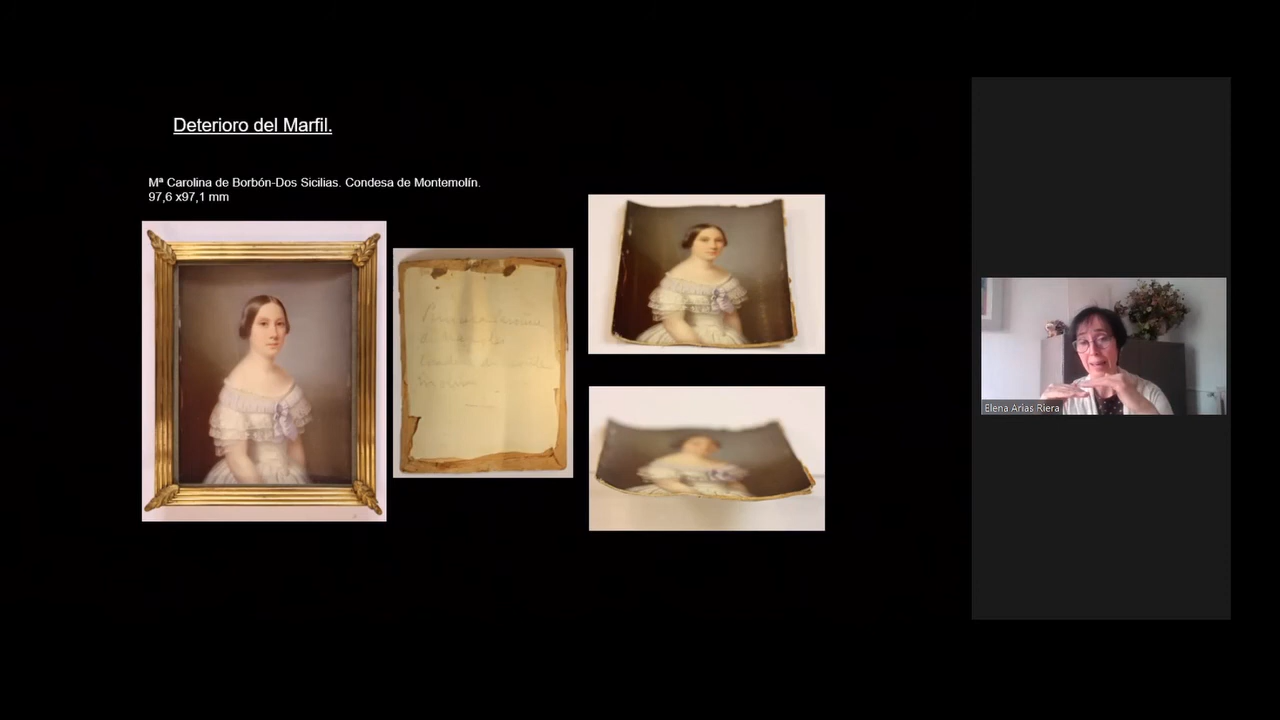 Deterioro del Marfil.
Mª Carolina de Borbón-Dos Sicilias. Condesa de Montemolín.
97,6 x97,1 mm
Elena Arias Riera